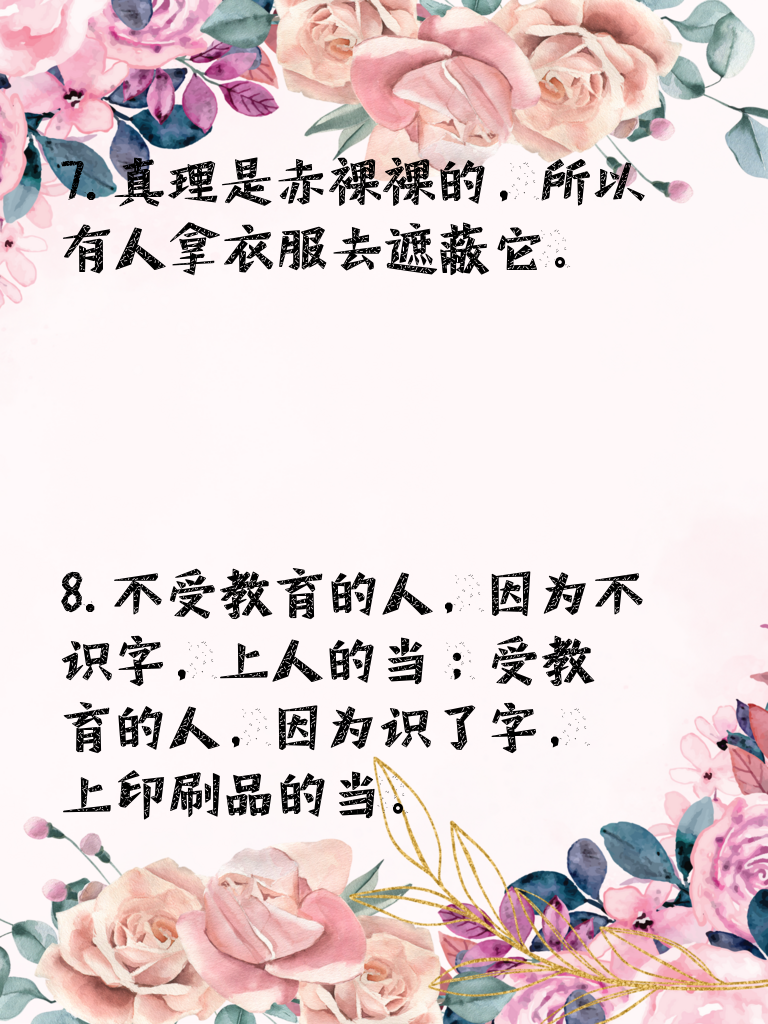 7. 真理是赤裸裸的，所以
有人拿衣服去遮蔽它。
8. 不受教育的人，因为不
识字，上人的当；受教
育的人，因为识了字，
上印刷品的当。